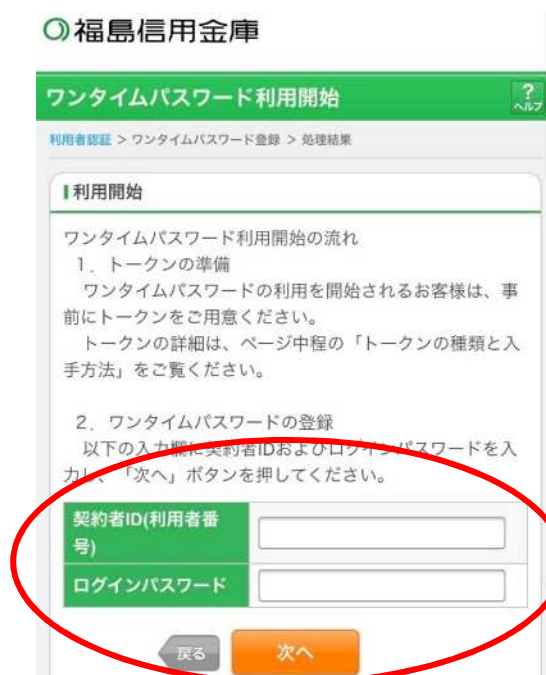 福島信用金庫
ワンタイムパスワード利用開始
?
ヘルプ
利用者認証 > ワンタイムパスワード登録 > 処理結果
利用開始
ワンタイムパスワード利用開始の流れ
１．トークンの準備
ワンタイムパスワードの利用を開始されるお客様は、事
前にトークンをご用意ください。
トークンの詳細は、ページ中程の「トークンの種類と入
手方法」をご覧ください。
２．ワンタイムパスワードの登録
以下の入力欄に契約者IDおよびログインパスワードを入
力し、「次へ」ボタンを押してください。
契約者ID(利用者番
号)
ログインパスワード
戻る
次へ